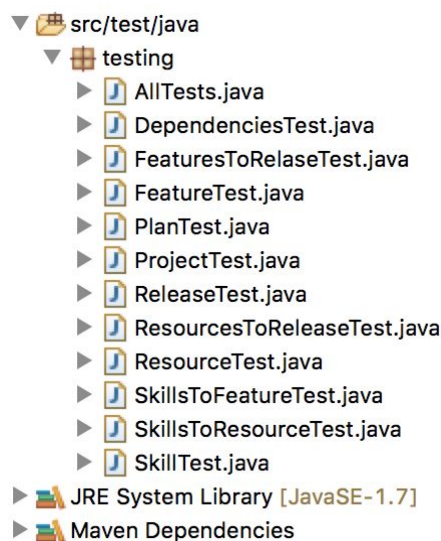 src/test/java
testing
AllTests.java
DependenciesTest.java
FeaturesToRelaseTest.java
FeatureTest.java
PlanTest.java
ProjectTest.java
ReleaseTest.java
ResourcesToReleaseTest.java
ResourceTest.java
SkillsToFeatureTest.java
SkillsToResourceTest.java
SkillTest.java
JRE System Library [JavaSE-1.7]
Maven Dependencies